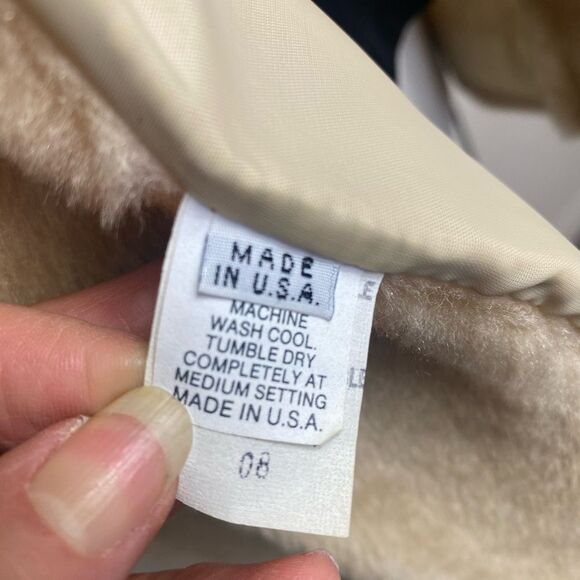 MADE
IN U.S.A.
MACHINE
WASH COOL.
TUMBLE DRY
COMPLETELY AT
MEDIUM SETTING
MADE IN U.S.A.
08